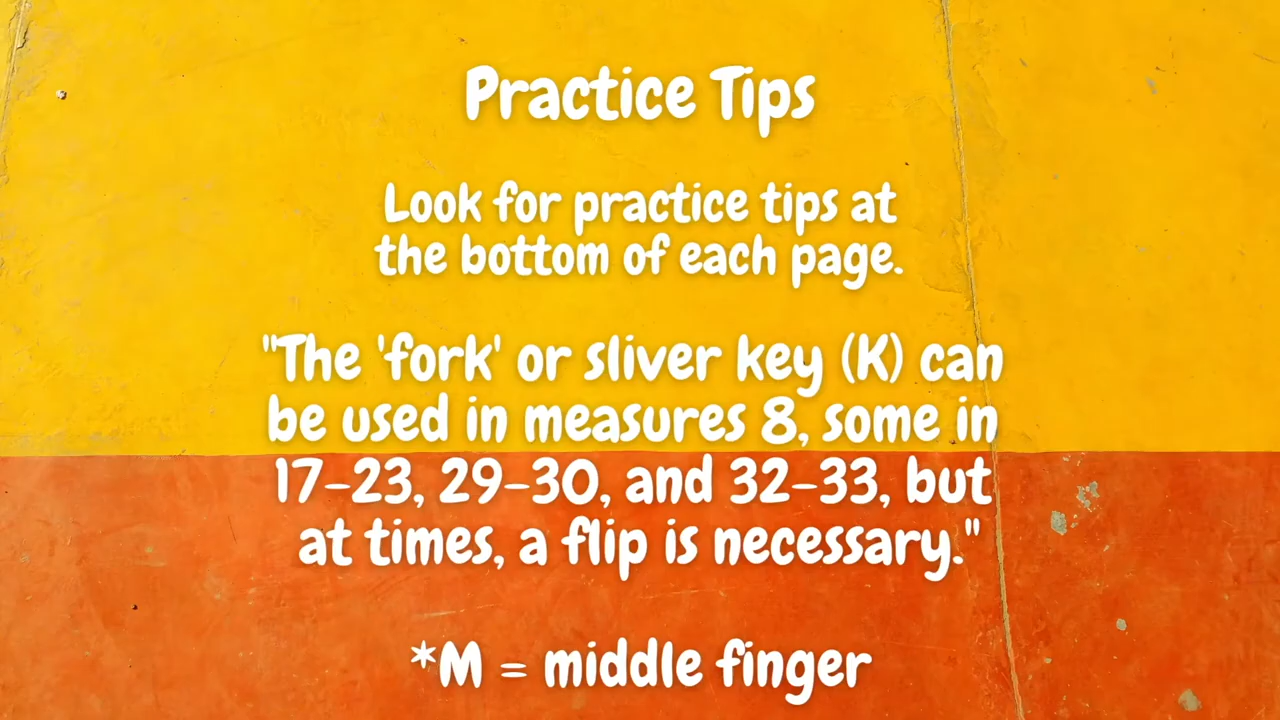 Practice Tips
Look for practice tips at
the bottom of each page.
"The 'fork' or sliver key (K) can
be used in measures 8, some in
17-23, 29-30, and 32-33, but
at times, a flip is necessary."
*M = middle finger